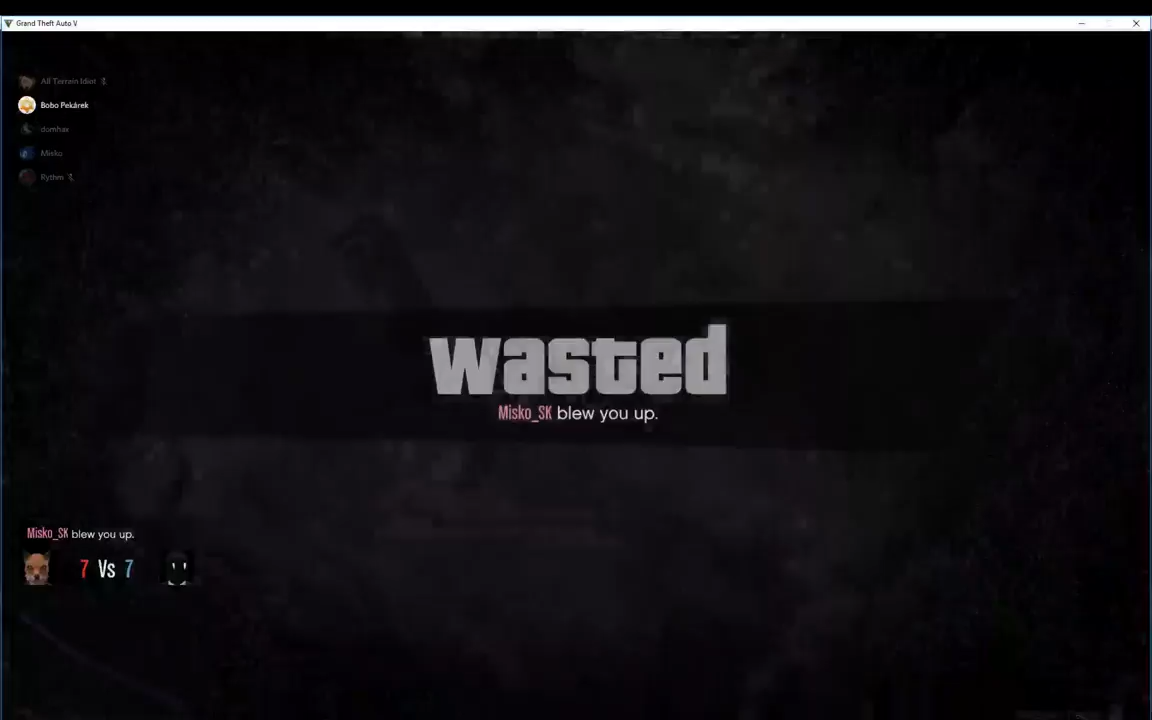 Grand Theft Auto V
All Terrain Idiot
Bobo Pekárek
domhax
Misko
Rythm
wasted
Misko_SK blew you up.
Misko_SK blew you up.
7 Vs 7